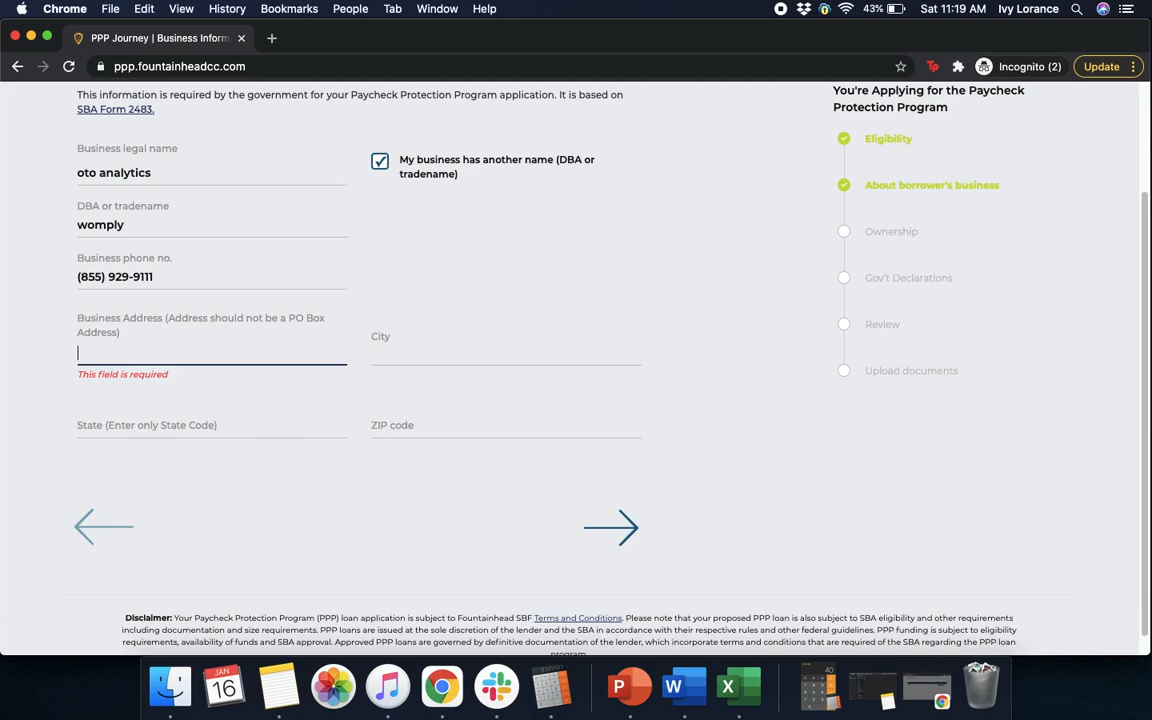 Chrome File Edit View History Bookmarks People Tab Window Help 43% Sat 11:19 AM Ivy Lorance
PPP Journey | Business Inform
ppp.fountainheadcc.com Incognito (2) Update
This information is required by the government for your Paycheck Protection Program application. It is based on
SBA Form 2483.
Business legal name
oto analytics
My business has another name (DBA or
tradename)
DBA or tradename
womply
Business phone no.
(855) 929-9111
Business Address (Address should not be a PO Box
Address)
City
This field is required
State (Enter only State Code)
ZIP code
You're Applying for the Paycheck
Protection Program
Eligibility
About borrower's business
Ownership
Gov't Declarations
Review
Upload documents
Disclaimer: Your Paycheck Protection Program (PPP) loan application is subject to Fountainhead SBF Terms and Conditions. Please note that your proposed PPP loan is also subject to SBA eligibility and other requirements
including documentation and size requirements. PPP loans are issued at the sole discretion of the lender and the SBA in accordance with their respective rules and other federal guidelines. PPP funding is subject to eligibility
requirements, availability of funds and SBA approval. Approved PPP loans are governed by definitive documentation of the lender, which incorporate terms and conditions that are required of the SBA regarding the PPP loan
program.
JAN
16